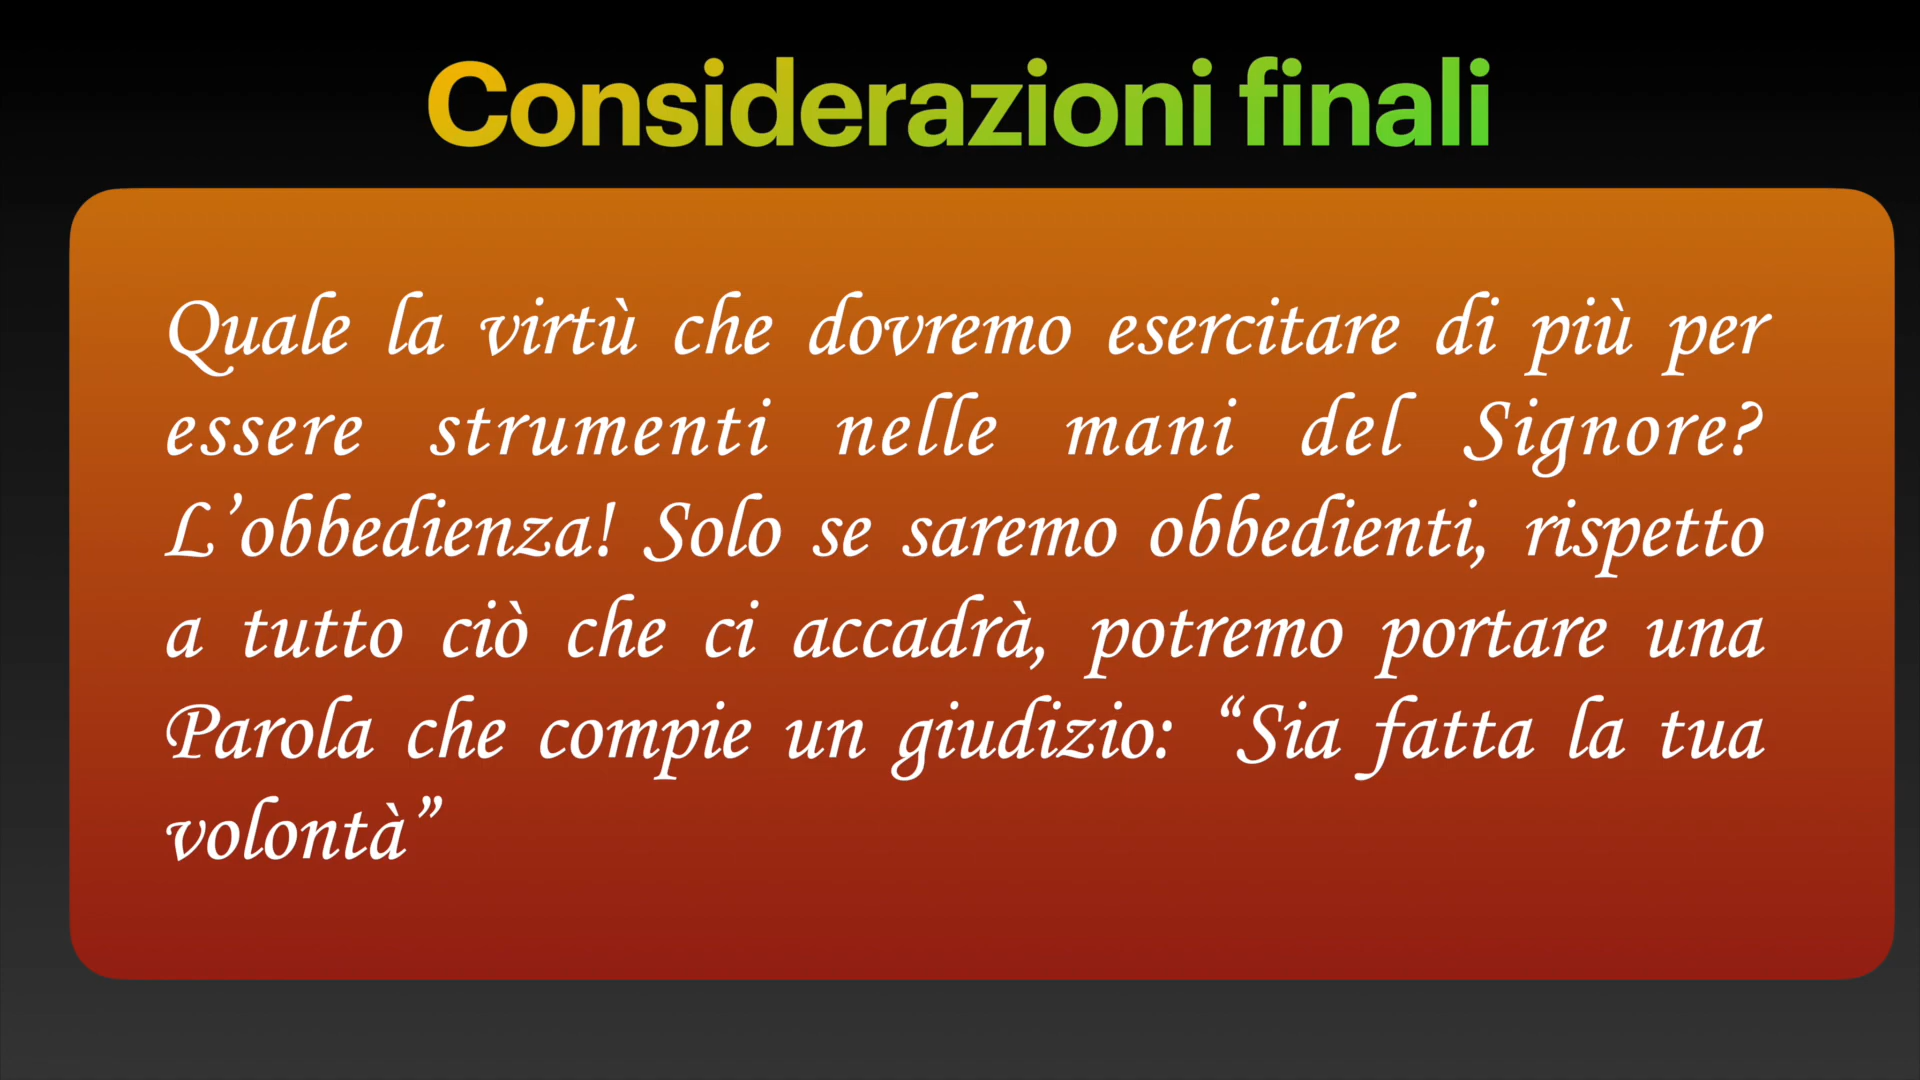 Considerazioni finali
Quale la virtù che dovremo esercitare di più per
essere strumenti nelle mani del Signore?
L’obbedienza! Solo se saremo obbedienti, rispetto
a tutto ciò che ci accadrà, potremo portare una
Parola che compie un giudizio: “Sia fatta la tua
volontà”